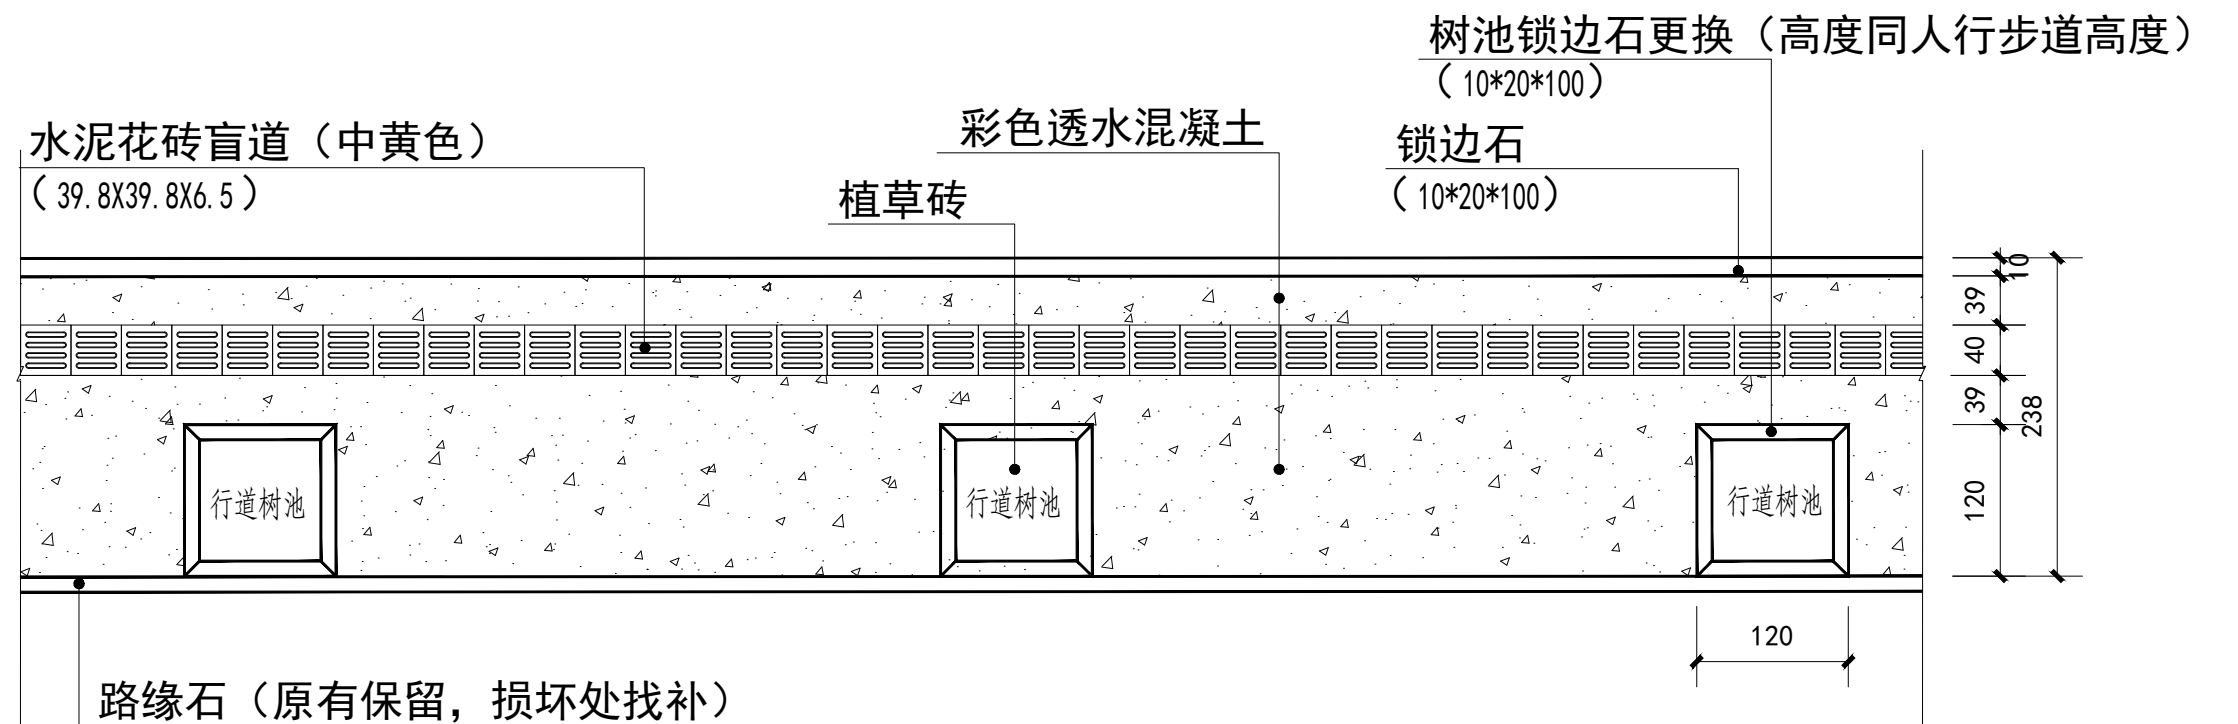 树池锁边石更换（高度同人行步道高度）
（10*20*100）
水泥花砖盲道（中黄色）
（39.8X39.8X6.5）
彩色透水混凝土
锁边石
（10*20*100）
植草砖
10
39
40
39
238
120
行道树池
行道树池
行道树池
120
路缘石（原有保留，损坏处找补）